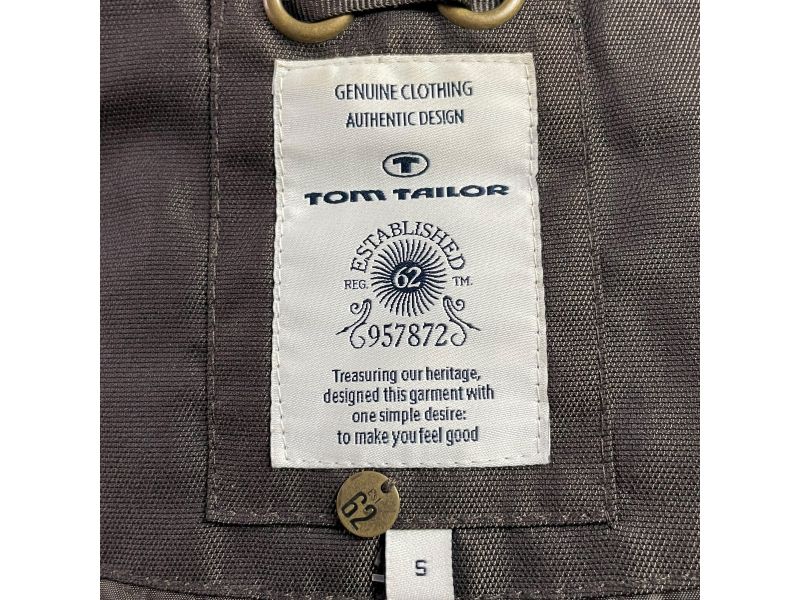 GENUINE CLOTHING
AUTHENTIC DESIGN
T
TOM TAILOR
ESTABLISHED
REG. 62 TM.
957872
Treasuring our heritage,
designed this garment with
one simple desire:
to make you feel good
62
S